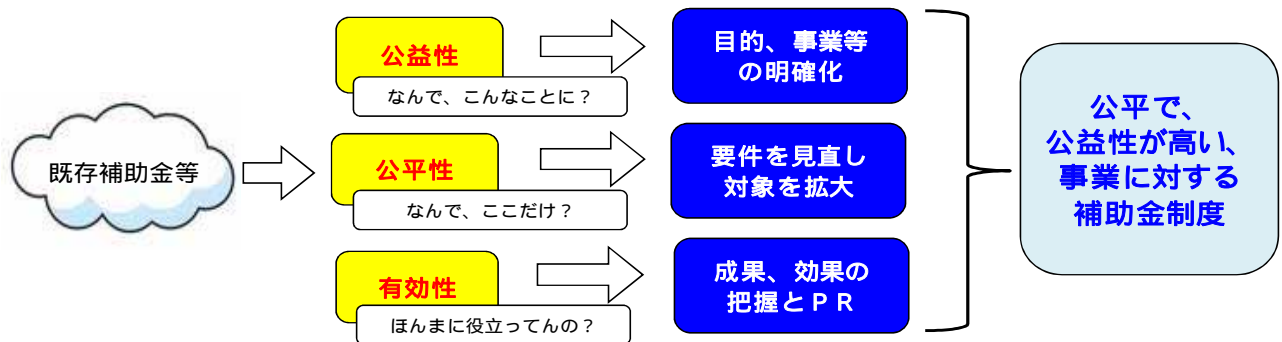 既存補助金等
公益性
なんで、こんなことに？
公平性
なんで、ここだけ？
有効性
ほんまに役立ってんの？
目的、事業等
の明確化
要件を見直し
対象を拡大
成果、効果の
把握とＰＲ
公平で、
公益性が高い、
事業に対する
補助金制度